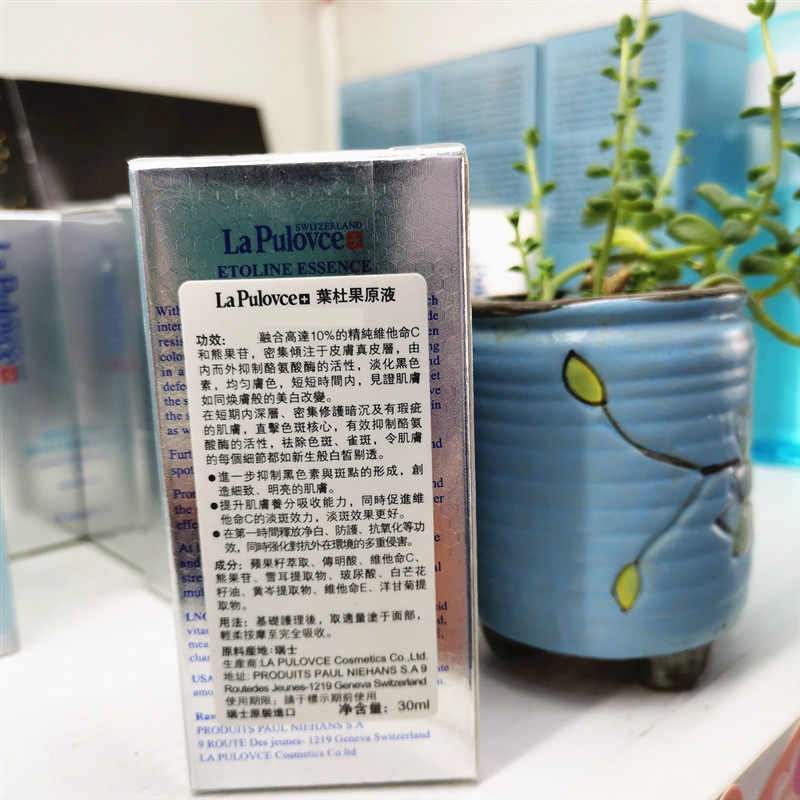 SWITZERLAND
La Pulovce
ETOLINE ESSENCE
La Pulovce 葉杜果原液
功效： 融合高達10%的精純維他命C
和熊果苷，密集傾注于皮膚真皮層，由
內而外抑制酪氨酸酶的活性，淡化黑色
素，均勻膚色，短短時間內，見證肌膚
如同煥膚般的美白改變。
在短期內深層、密集修護暗沉及有瑕疵
的肌膚，直擊色斑核心，有效抑制酪氨
酸酶的活性，祛除色斑、雀斑，令肌膚
的每個細節都如新生般白皙剔透。
●進一步抑制黑色素與斑點的形成，創
造細致、明亮的肌膚。
●提升肌膚養分吸收能力，同時促進維
他命C的淡斑效力，淡斑效果更好。
●在第一時間釋放净白、防護、抗氧化等功
效，同時强化對抗外在環境的多重侵害。
成分：蘋果籽萃取、傳明酸、維他命C、
熊果苷、雪耳提取物、玻尿酸、白芒花
籽油、黃岑提取物、維他命E、洋甘菊提
取物。
用法：基礎護理後，取適量塗于面部，
輕柔按摩至完全吸收。
原料産地：瑞士
生産商:LA PULOVCE Cosmetics Co.,Ltd.
地址: PRODUITS PAUL NIEHANS S.A 9
Routedes Jeunes-1219 Geneva Switzerland
使用期限：請于標示期前使用
瑞士原裝進口 净含量： 30ml
PRODUITS PAUL NIEHANS S.A
9 ROUTE Des jeunes- 1219 Geneva Switzerland
LA PULOVCE Cosmetics Co.ltd